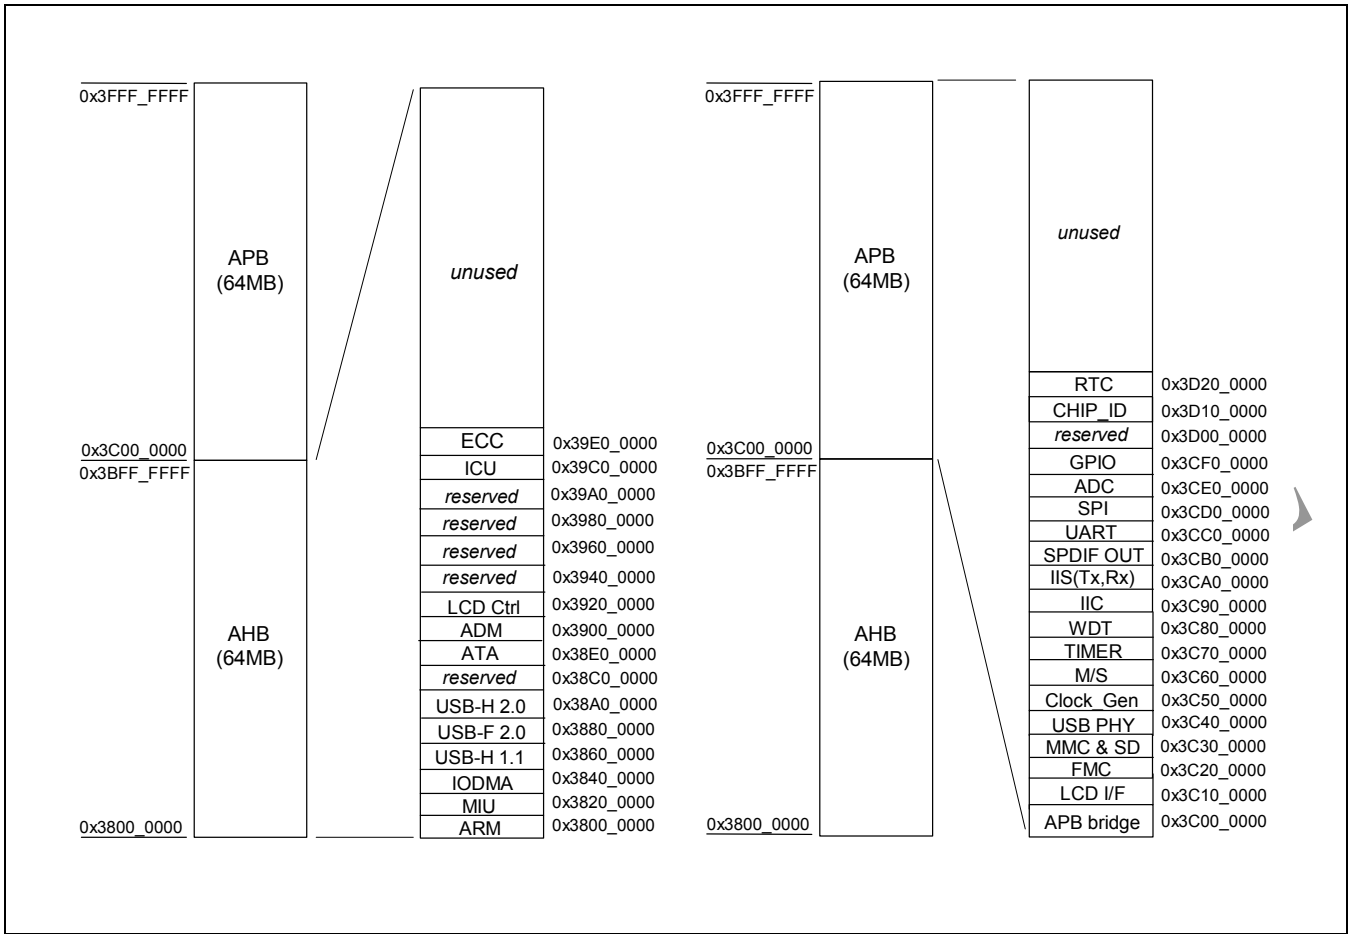 0x3FFF_FFFF
APB
(64MB)
0x3C00_0000
0x3BFF_FFFF
AHB
(64MB)
0x3800_0000
unused
ECC 0x39E0_0000
ICU 0x39C0_0000
reserved 0x39A0_0000
reserved 0x3980_0000
reserved 0x3960_0000
reserved 0x3940_0000
LCD Ctrl 0x3920_0000
ADM 0x3900_0000
ATA 0x38E0_0000
reserved 0x38C0_0000
USB-H 2.0 0x38A0_0000
USB-F 2.0 0x3880_0000
USB-H 1.1 0x3860_0000
IODMA 0x3840_0000
MIU 0x3820_0000
ARM 0x3800_0000
0x3FFF_FFFF
APB
(64MB)
0x3C00_0000
0x3BFF_FFFF
AHB
(64MB)
0x3800_0000
unused
RTC 0x3D20_0000
CHIP_ID 0x3D10_0000
reserved 0x3D00_0000
GPIO 0x3CF0_0000
ADC 0x3CE0_0000
SPI 0x3CD0_0000
UART 0x3CC0_0000
SPDIF OUT 0x3CB0_0000
IIS(Tx,Rx) 0x3CA0_0000
IIC 0x3C90_0000
WDT 0x3C80_0000
TIMER 0x3C70_0000
M/S 0x3C60_0000
Clock_Gen 0x3C50_0000
USB PHY 0x3C40_0000
MMC & SD 0x3C30_0000
FMC 0x3C20_0000
LCD I/F 0x3C10_0000
APB bridge 0x3C00_0000